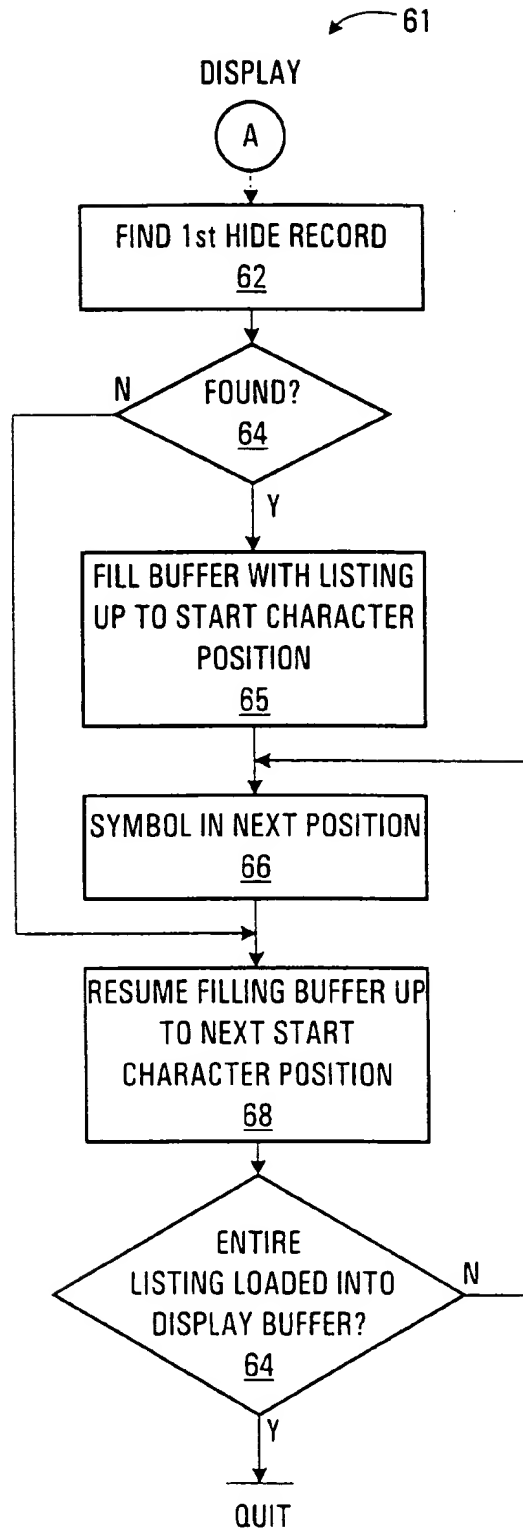 61
DISPLAY
A
FIND 1st HIDE RECORD
62
N
FOUND?
64
Y
FILL BUFFER WITH LISTING
UP TO START CHARACTER
POSITION
65
SYMBOL IN NEXT POSITION
66
RESUME FILLING BUFFER UP
TO NEXT START
CHARACTER POSITION
68
ENTIRE
LISTING LOADED INTO
DISPLAY BUFFER?
64
N
Y
QUIT